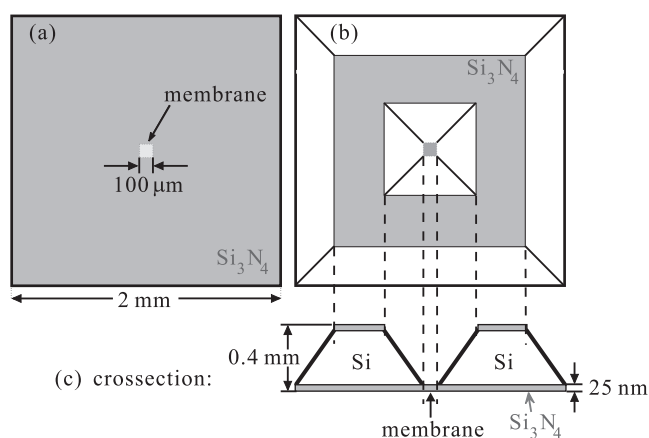 (a)
membrane
100 μm
Si3N4
2 mm
(b)
Si3N4
0.4 mm
Si
Si
(c) crossection:
25 nm
membrane
Si3N4